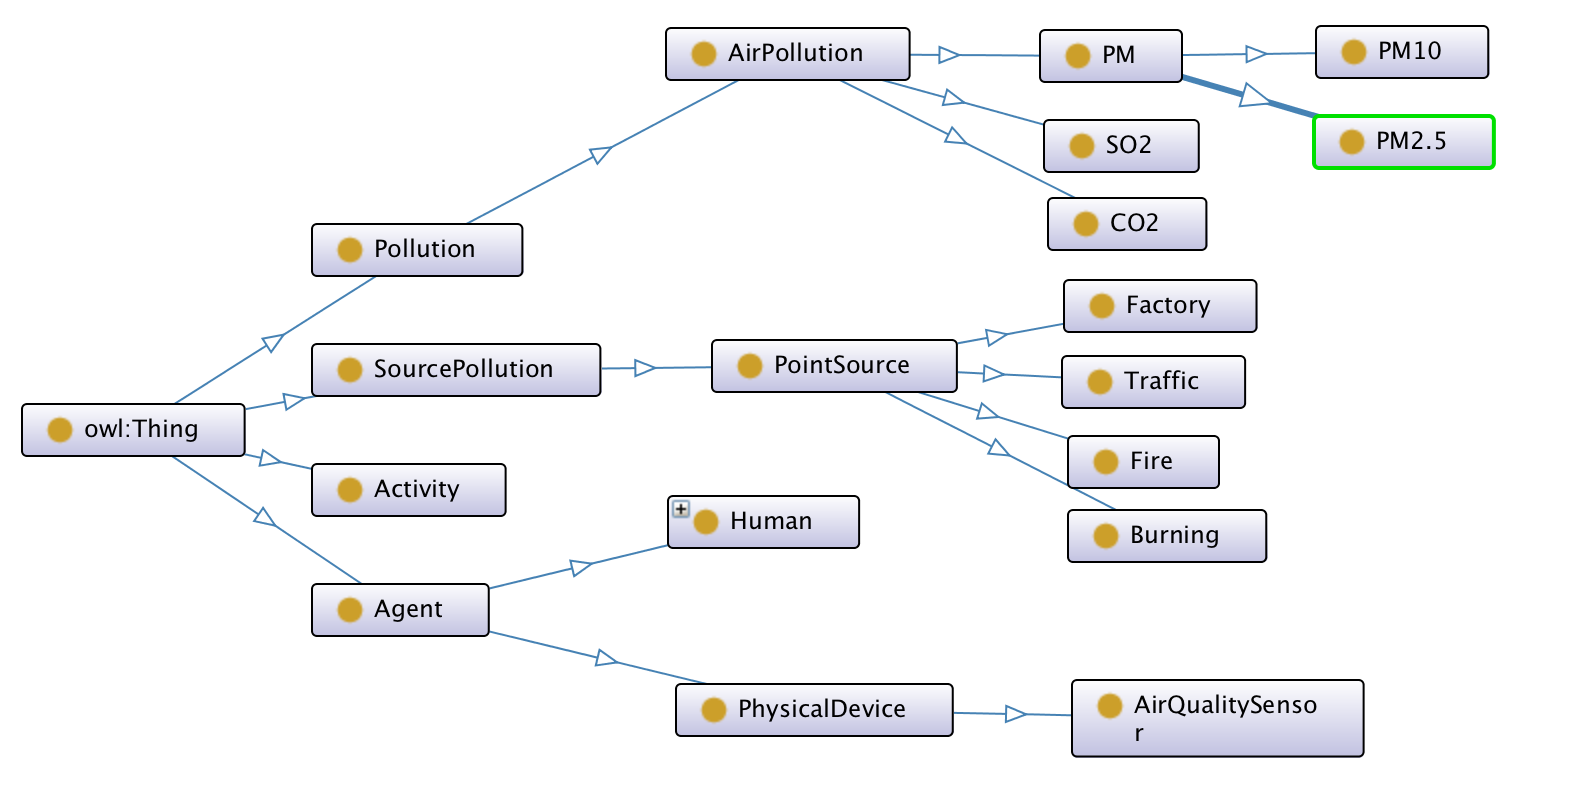 AirPollution
PM
PM10
PM2.5
SO2
CO2
Pollution
Factory
SourcePollution
PointSource
Traffic
owl:Thing
Fire
Activity
Human
Burning
Agent
PhysicalDevice
AirQualitySenso
r